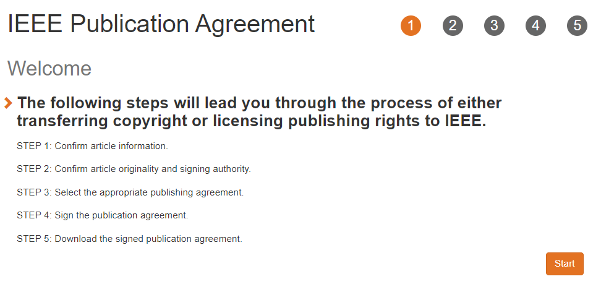 IEEE Publication Agreement
1 2 3 4 5
Welcome
The following steps will lead you through the process of either
transferring copyright or licensing publishing rights to IEEE.
STEP 1: Confirm article information.
STEP 2: Confirm article originality and signing authority.
STEP 3: Select the appropriate publishing agreement.
STEP 4: Sign the publication agreement.
STEP 5: Download the signed publication agreement.
Start